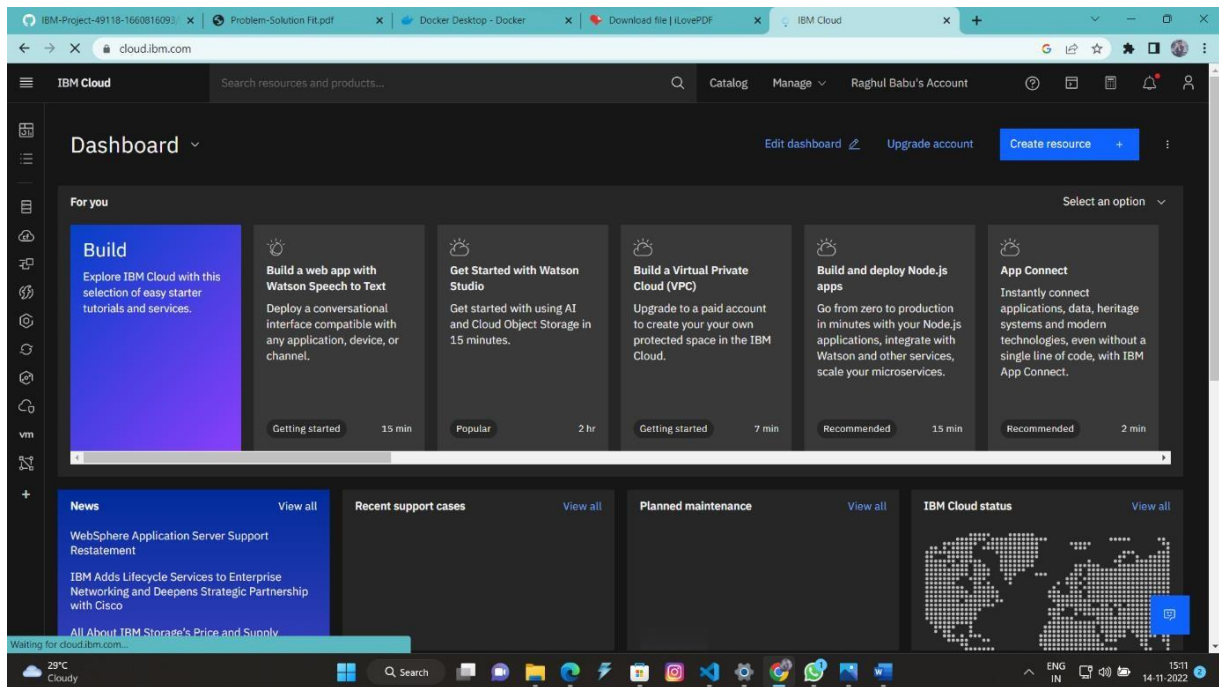 IBM-Project-49118-1660816093/
Problem-Solution Fit.pdf
Docker Desktop - Docker
Download file | iLovePDF
IBM Cloud
cloud.ibm.com
IBM Cloud
Search resources and products...
Catalog
Manage
Raghul Babu's Account
Dashboard
Edit dashboard
Upgrade account
Create resource +
For you
Select an option
Build
Explore IBM Cloud with this
selection of easy starter
tutorials and services.
Build a web app with
Watson Speech to Text
Deploy a conversational
interface compatible with
any application, device, or
channel.
Getting started 15 min
Get Started with Watson
Studio
Get started with using AI
and Cloud Object Storage in
15 minutes.
Popular 2 hr
Build a Virtual Private
Cloud (VPC)
Upgrade to a paid account
to create your your own
protected space in the IBM
Cloud.
Getting started 7 min
Build and deploy Node.js
apps
Go from zero to production
in minutes with your Node.js
applications, integrate with
Watson and other services,
scale your microservices.
Recommended 15 min
App Connect
Instantly connect
applications, data, heritage
systems and modern
technologies, even without a
single line of code, with IBM
App Connect.
Recommended 2 min
vm
News View all
WebSphere Application Server Support
Restatement
IBM Adds Lifecycle Services to Enterprise
Networking and Deepens Strategic Partnership
with Cisco
All About IBM Storage's Price and Supply
Recent support cases View all
Planned maintenance View all
IBM Cloud status View all
Waiting for cloud.ibm.com...
29°C
Cloudy
Search
ENG
IN
15:11
14-11-2022
2